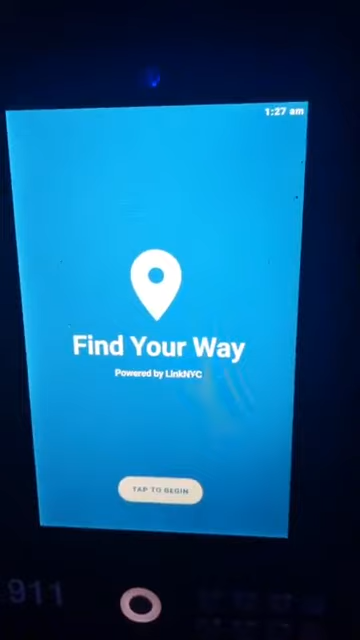 1:27 am
Find Your Way
Powered by LinkNYC
TAP TO BEGIN
911